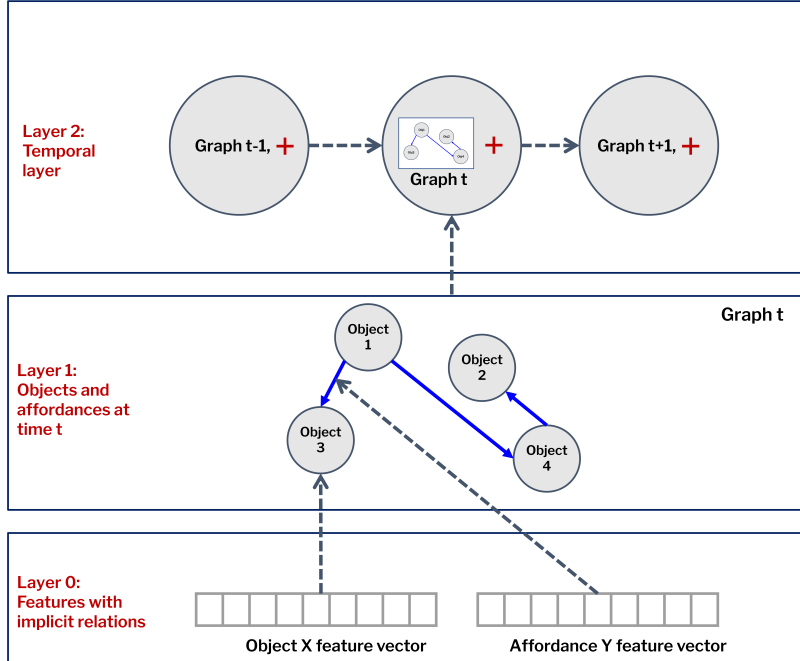 Layer 2:
Temporal
layer
Graph t-1, +
+
Graph t
Graph t+1, +
Graph t
Layer 1:
Objects and
affordances at
time t
Object
1
Object
2
Object
3
Object
4
Layer 0:
Features with
implicit relations
Object X feature vector
Affordance Y feature vector